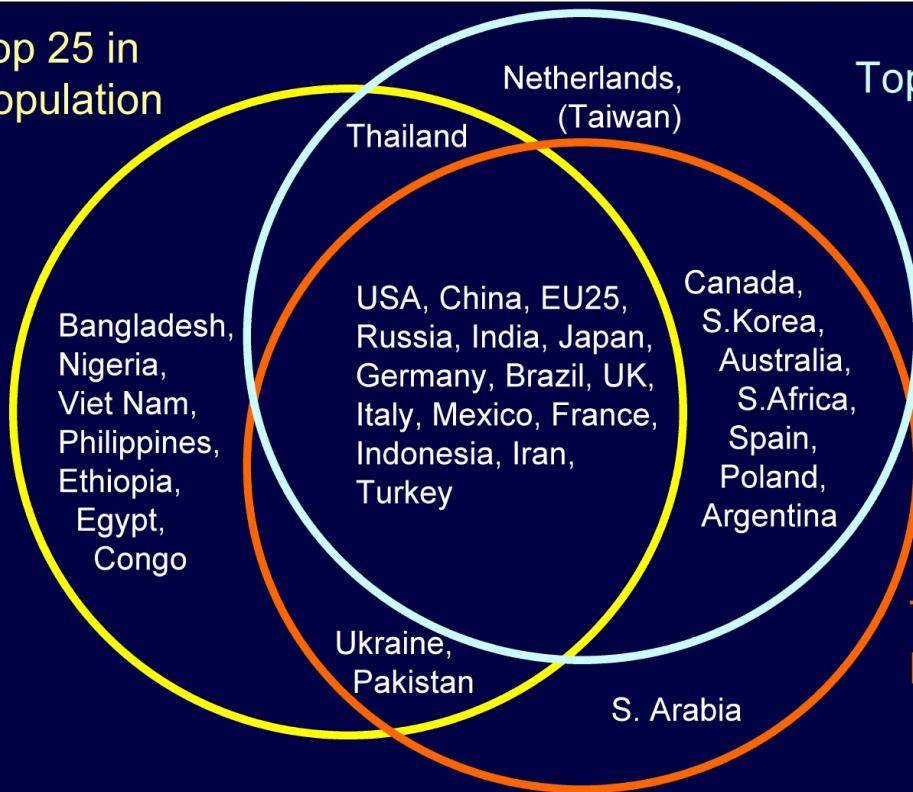 op 25 in
opulation
Netherlands,
(Taiwan)
Top
Thailand
Bangladesh,
Nigeria,
Viet Nam,
Philippines,
Ethiopia,
Egypt,
Congo
USA, China, EU25,
Russia, India, Japan,
Germany, Brazil, UK,
Italy, Mexico, France,
Indonesia, Iran,
Turkey
Canada,
S.Korea,
Australia,
S.Africa,
Spain,
Poland,
Argentina
Ukraine,
Pakistan
S. Arabia